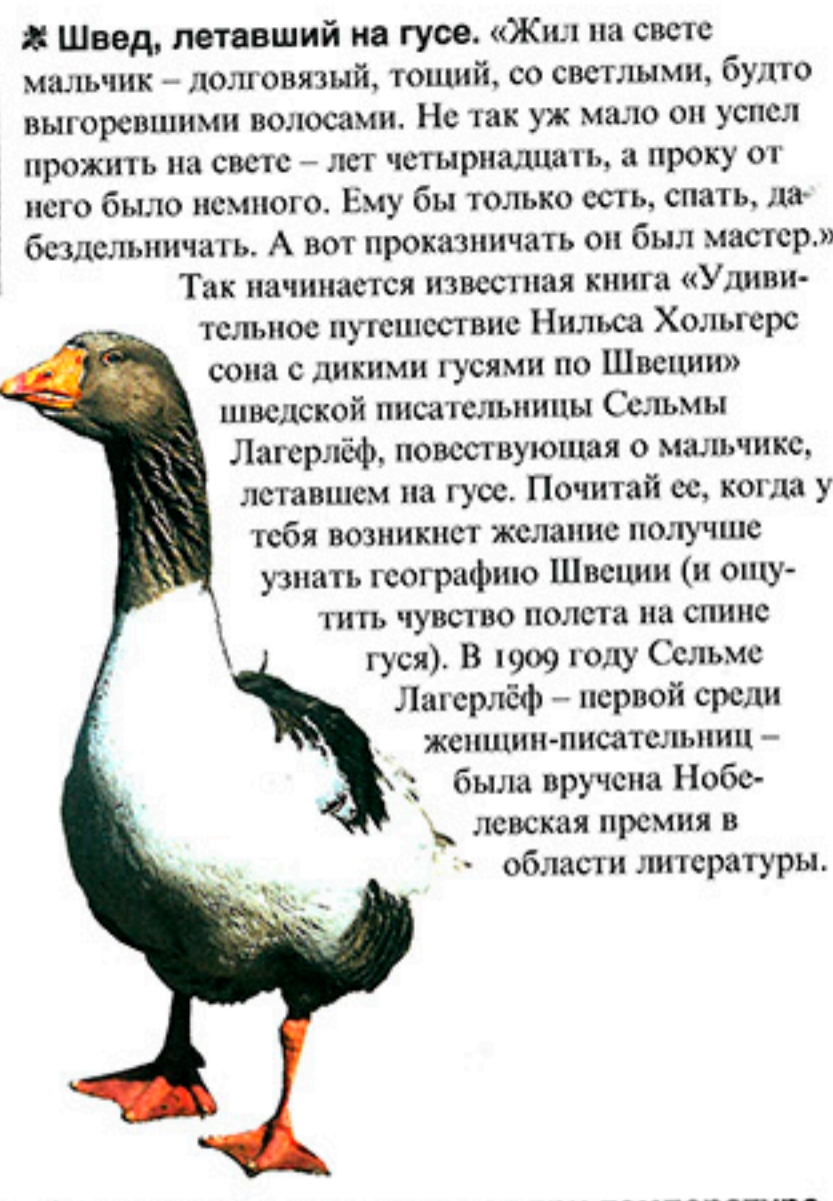 Швед, летавший на гусе. «Жил на свете
мальчик – долговязый, тощий, со светлыми, будто
выгоревшими волосами. Не так уж мало он успел
прожить на свете – лет четырнадцать, а проку от
него было немного. Ему бы только есть, спать, да
бездельничать. А вот проказничать он был мастер.»
Так начинается известная книга «Удиви-
тельное путешествие Нильса Хольгерс
сона с дикими гусями по Швеции»
шведской писательницы Сельмы
Лагерлёф, повествующая о мальчике,
летавшем на гусе. Почитай ее, когда у
тебя возникнет желание получше
узнать географию Швеции (и ощу-
тить чувство полета на спине
гуся). В 1909 году Сельме
Лагерлёф – первой среди
женщин-писательниц –
была вручена Нобе-
левская премия в
области литературы.